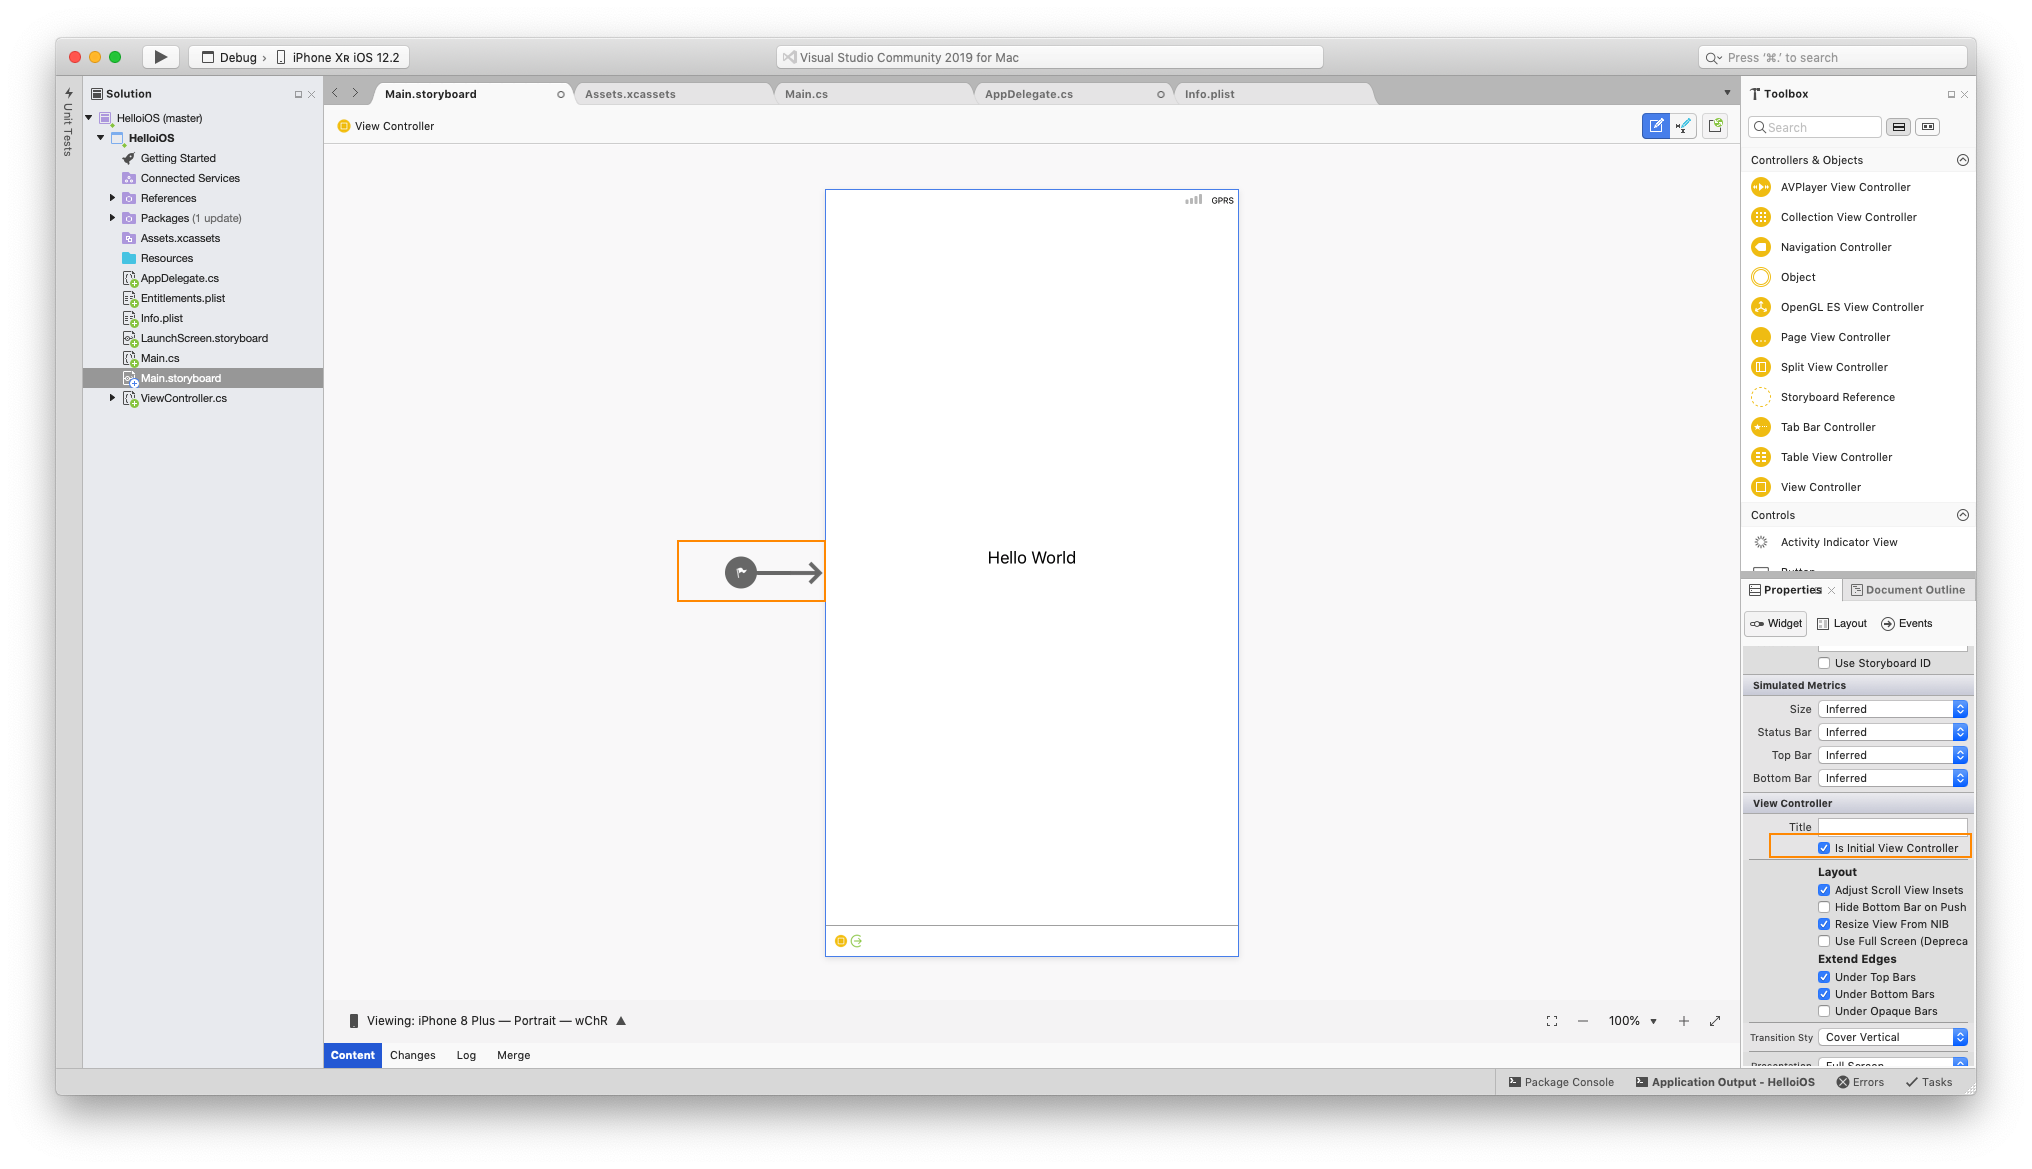 Debug › iPhone XR iOS 12.2
Visual Studio Community 2019 for Mac
Press '⌘.' to search
Unit Tests
Solution
HelloiOS (master)
HelloiOS
Getting Started
Connected Services
References
Packages (1 update)
Assets.xcassets
Resources
AppDelegate.cs
Entitlements.plist
Info.plist
LaunchScreen.storyboard
Main.cs
Main.storyboard
ViewController.cs
Main.storyboard
Assets.xcassets
Main.cs
AppDelegate.cs
Info.plist
View Controller
GPRS
Hello World
Viewing: iPhone 8 Plus — Portrait — wChR
100%
Content
Changes
Log
Merge
Toolbox
Search
Controllers & Objects
AVPlayer View Controller
Collection View Controller
Navigation Controller
Object
OpenGL ES View Controller
Page View Controller
Split View Controller
Storyboard Reference
Tab Bar Controller
Table View Controller
View Controller
Controls
Activity Indicator View
Properties
Document Outline
Widget
Layout
Events
Use Storyboard ID
Simulated Metrics
Size Inferred
Status Bar Inferred
Top Bar Inferred
Bottom Bar Inferred
View Controller
Title
Is Initial View Controller
Layout
Adjust Scroll View Insets
Hide Bottom Bar on Push
Resize View From NIB
Use Full Screen (Depreca
Extend Edges
Under Top Bars
Under Bottom Bars
Under Opaque Bars
Transition Sty Cover Vertical
Presentation Full Screen
Package Console
Application Output - HelloiOS
Errors
Tasks